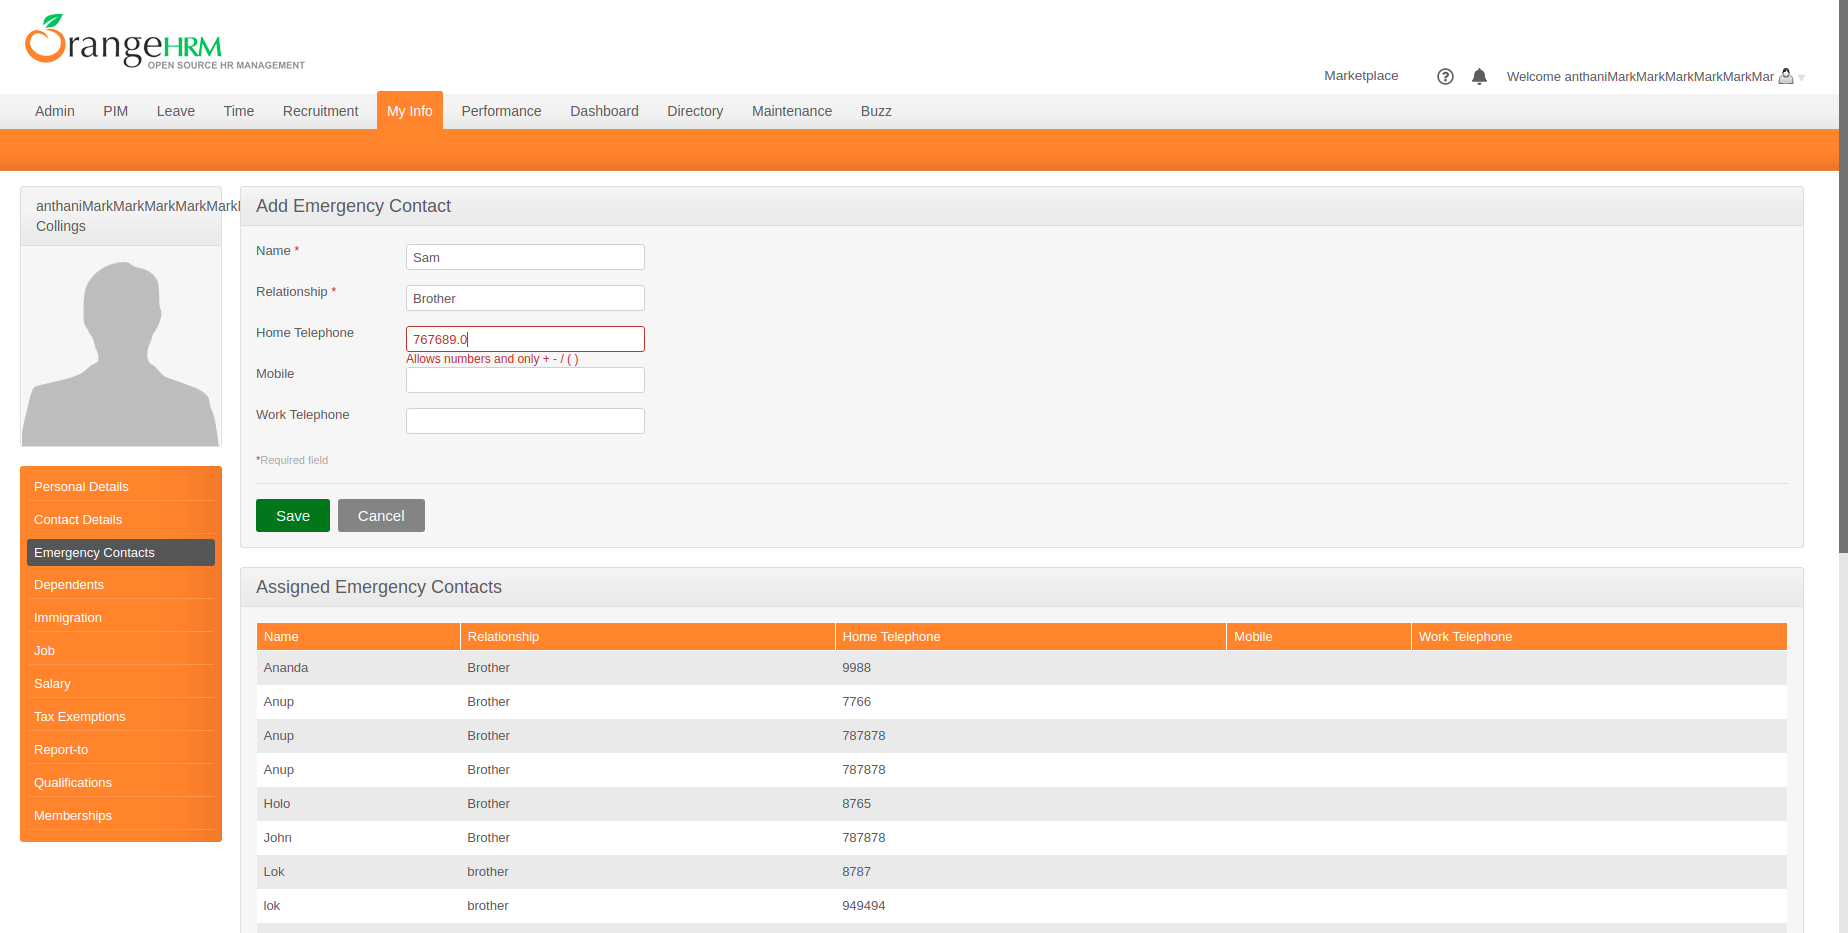 OrangeHRM
OPEN SOURCE HR MANAGEMENT
Marketplace
Welcome anthaniMarkMarkMarkMarkMarkMar
Admin PIM Leave Time Recruitment My Info Performance Dashboard Directory Maintenance Buzz
anthaniMarkMarkMarkMarkMark
Collings
Add Emergency Contact
Name * Sam
Relationship * Brother
Home Telephone 767689.0
Allows numbers and only + - / ( )
Mobile
Work Telephone
*Required field
Save Cancel
Personal Details
Contact Details
Emergency Contacts
Dependents
Immigration
Job
Salary
Tax Exemptions
Report-to
Qualifications
Memberships
Assigned Emergency Contacts
Name Relationship Home Telephone Mobile Work Telephone
Ananda Brother 9988
Anup Brother 7766
Anup Brother 787878
Anup Brother 787878
Holo Brother 8765
John Brother 787878
Lok brother 8787
lok brother 949494